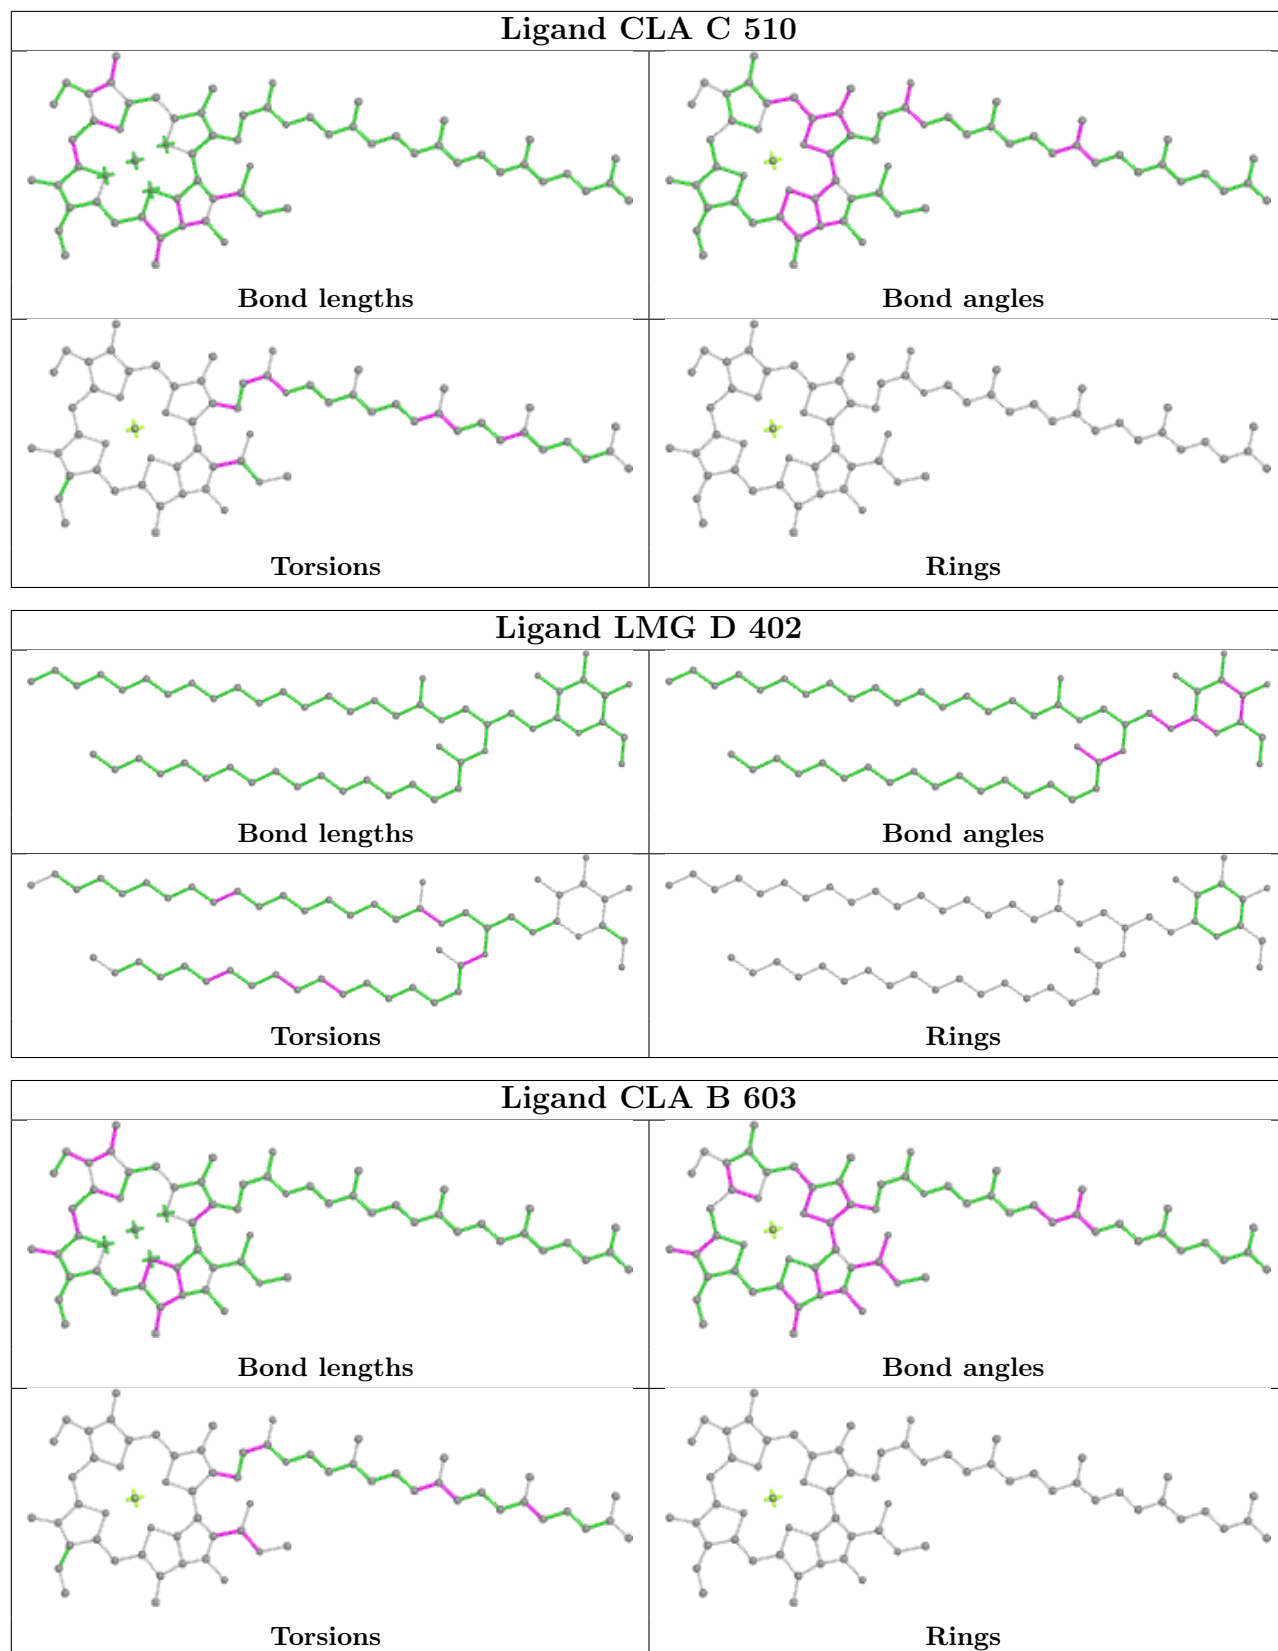 Ligand CLA C 510
Bond lengths
Bond angles
Torsions
Rings
Ligand LMG D 402
Bond lengths
Bond angles
Torsions
Rings
Ligand CLA B 603
Bond lengths
Bond angles
Torsions
Rings